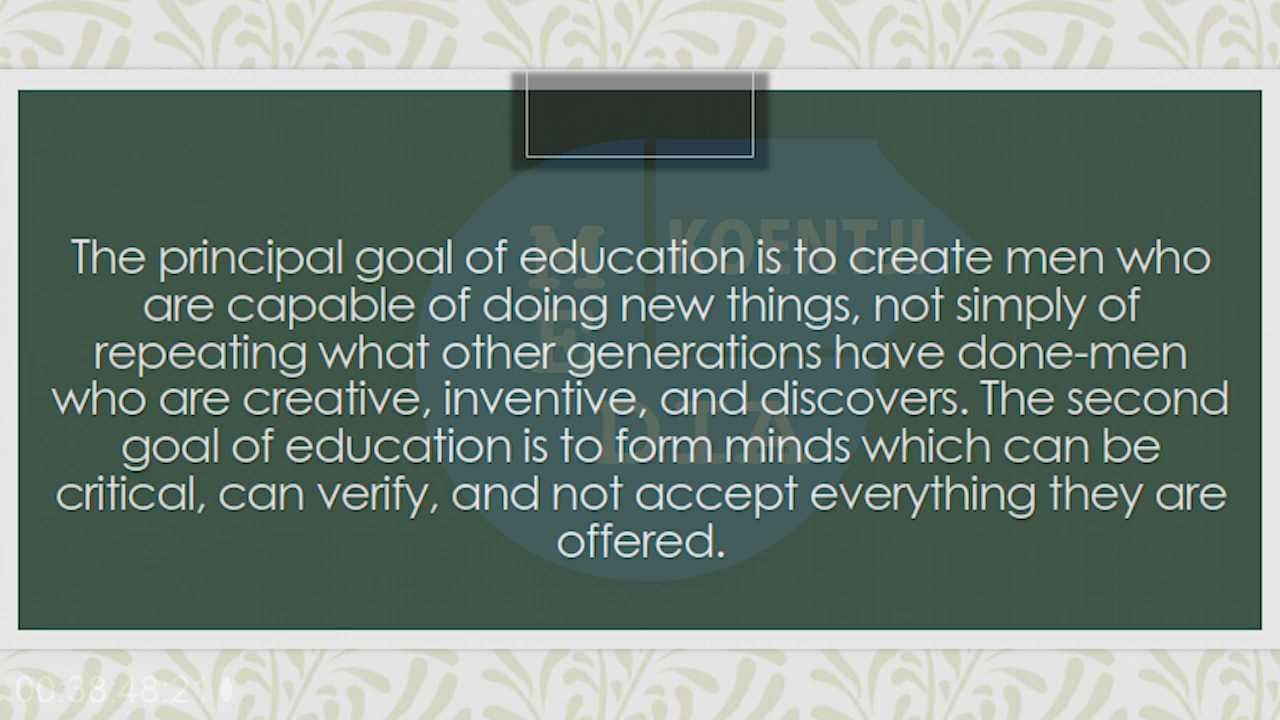 The principal goal of education is to create men who
are capable of doing new things, not simply of
repeating what other generations have done-men
who are creative, inventive, and discovers. The second
goal of education is to form minds which can be
critical, can verify, and not accept everything they are
offered.
KOENTJ
M
E
DIA